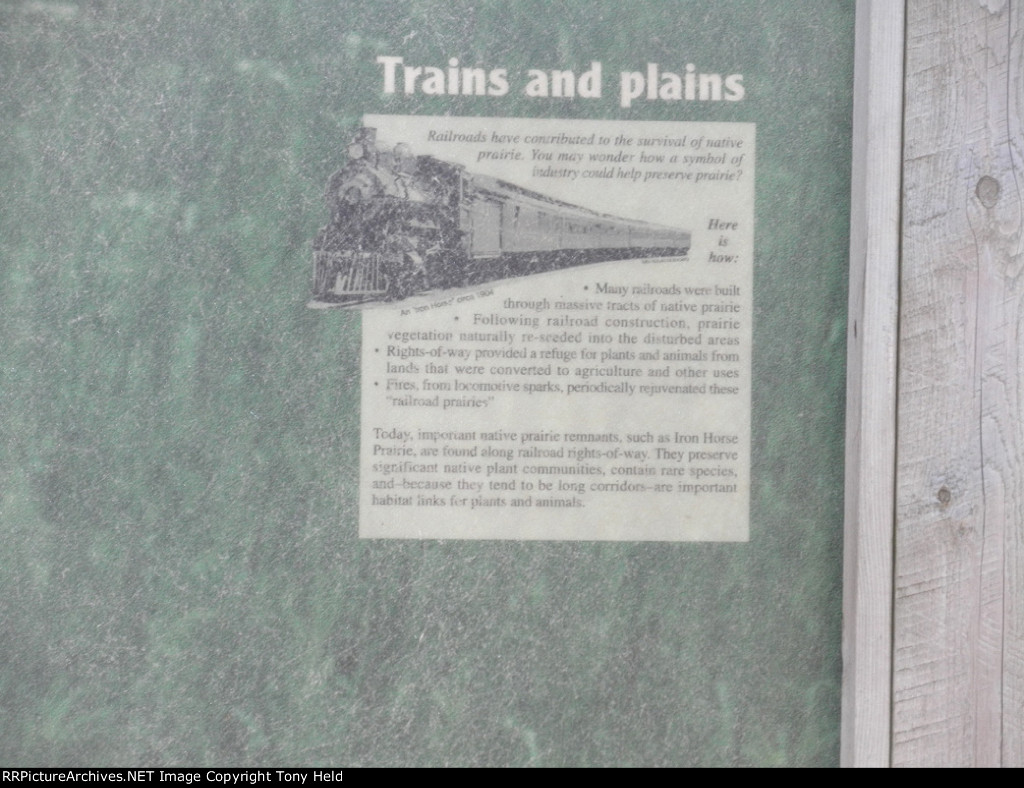 Trains and plains
Railroads have contributed to the survival of native
prairie. You may wonder how a symbol of
industry could help preserve prairie?
Here
is
how:
An "Iron Horse" circa 1904
• Many railroads were built
through massive tracts of native prairie
• Following railroad construction, prairie
vegetation naturally re-seeded into the disturbed areas
• Rights-of-way provided a refuge for plants and animals from
lands that were converted to agriculture and other uses
• Fires, from locomotive sparks, periodically rejuvenated these
"railroad prairies"
Today, important native prairie remnants, such as Iron Horse
Prairie, are found along railroad rights-of-way. They preserve
significant native plant communities, contain rare species,
and–because they tend to be long corridors–are important
habitat links for plants and animals.
RRPictureArchives.NET Image Copyright Tony Held